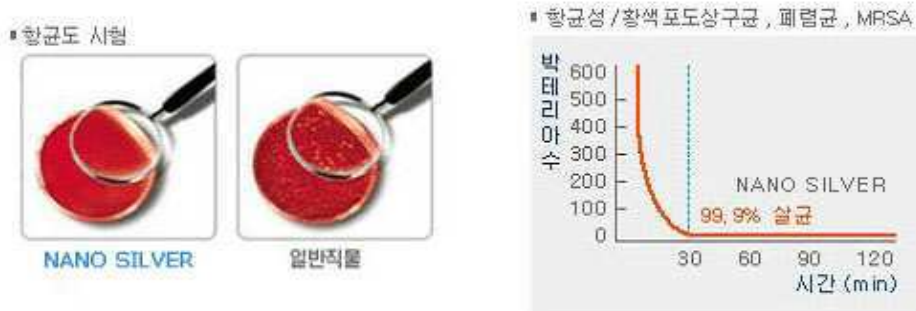 항균도 시험
NANO SILVER
일반직물
항균성/황색포도상구균, 폐렴균, MRSA
박테리아 수
600
500
400
300
200
100
0
NANO SILVER
99,9% 살균
30 60 90 120
시간 (min)